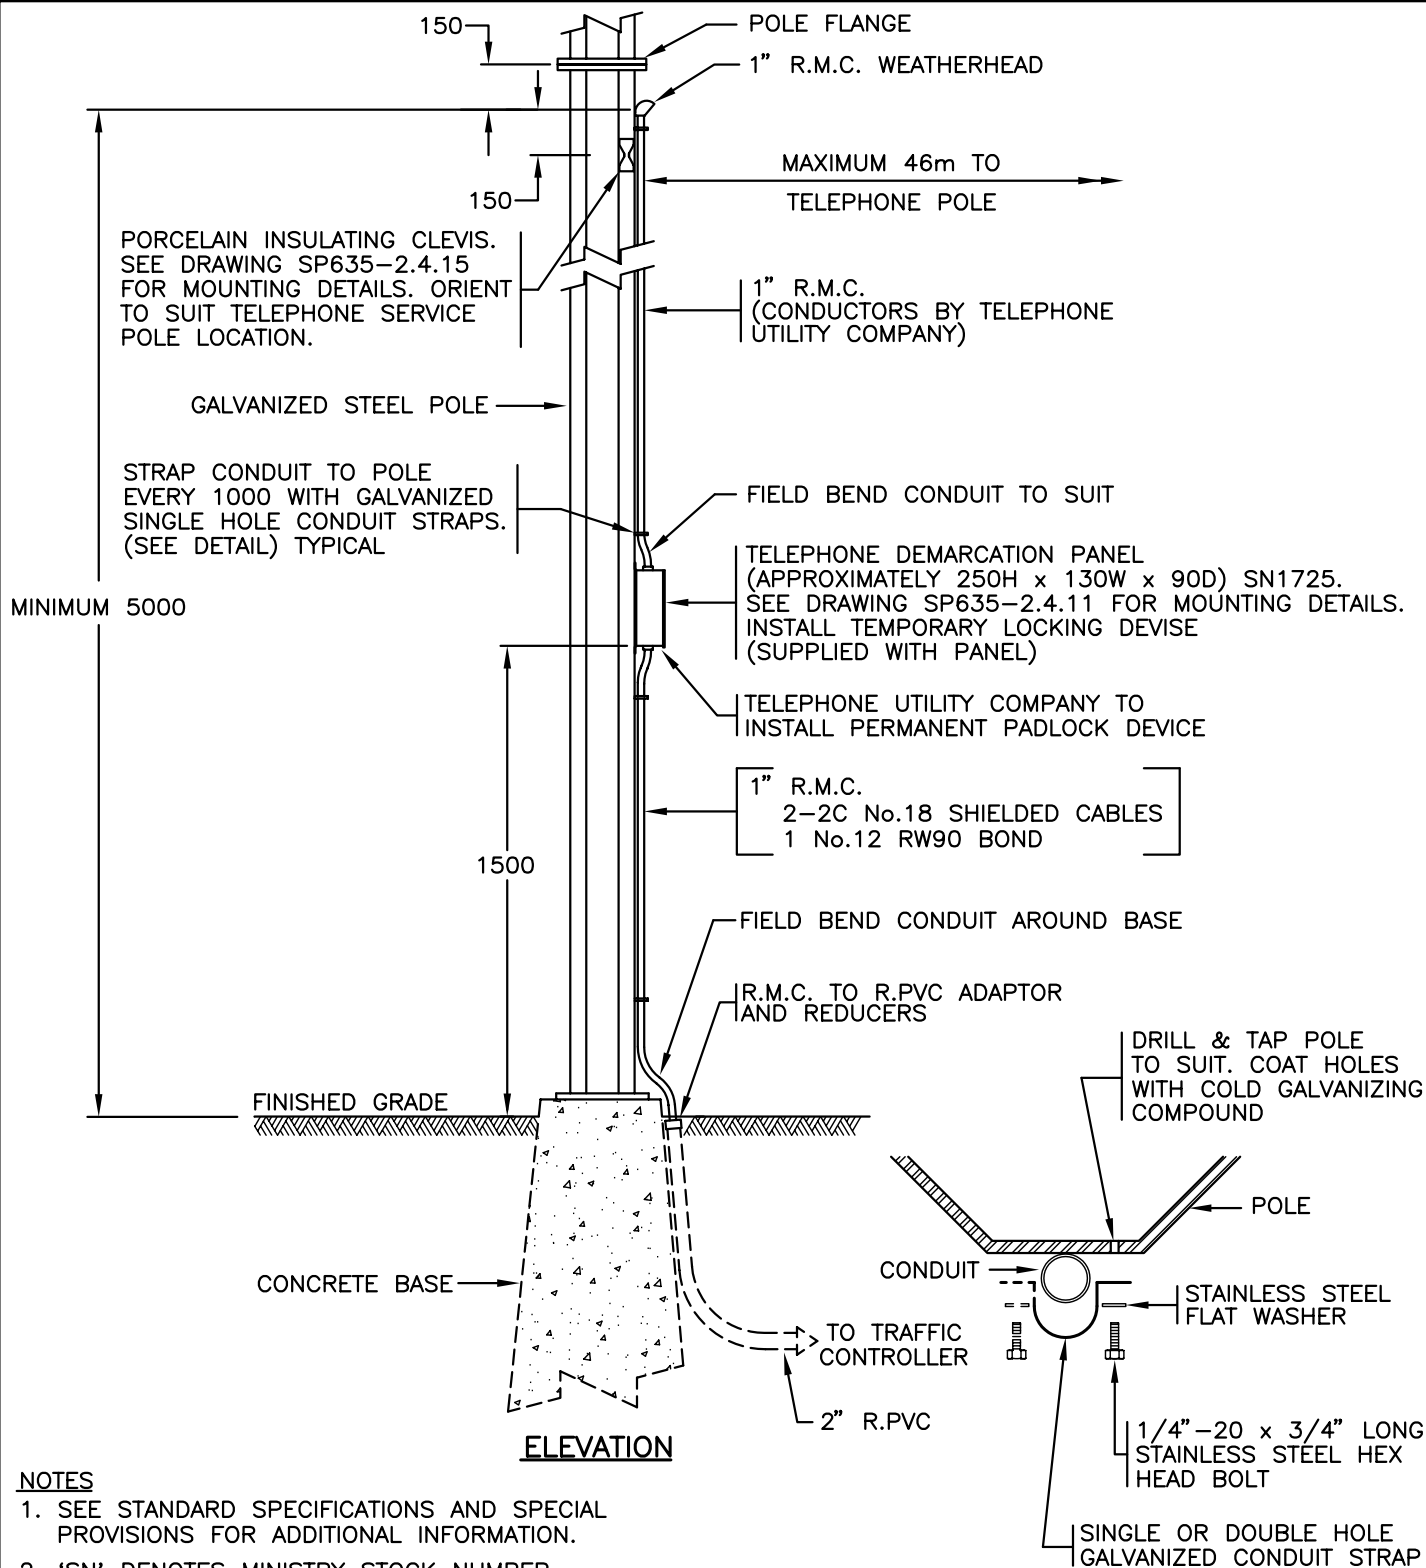 150
POLE FLANGE
1" R.M.C. WEATHERHEAD
MAXIMUM 46m TO
TELEPHONE POLE
150
PORCELAIN INSULATING CLEVIS.
SEE DRAWING SP635-2.4.15
FOR MOUNTING DETAILS. ORIENT
TO SUIT TELEPHONE SERVICE
POLE LOCATION.
1" R.M.C.
(CONDUCTORS BY TELEPHONE
UTILITY COMPANY)
GALVANIZED STEEL POLE
STRAP CONDUIT TO POLE
EVERY 1000 WITH GALVANIZED
SINGLE HOLE CONDUIT STRAPS.
(SEE DETAIL) TYPICAL
FIELD BEND CONDUIT TO SUIT
TELEPHONE DEMARCATION PANEL
(APPROXIMATELY 250H x 130W x 90D) SN1725.
SEE DRAWING SP635-2.4.11 FOR MOUNTING DETAILS.
INSTALL TEMPORARY LOCKING DEVISE
(SUPPLIED WITH PANEL)
MINIMUM 5000
TELEPHONE UTILITY COMPANY TO
INSTALL PERMANENT PADLOCK DEVICE
1" R.M.C.
2-2C No.18 SHIELDED CABLES
1 No.12 RW90 BOND
1500
FIELD BEND CONDUIT AROUND BASE
R.M.C. TO R.PVC ADAPTOR
AND REDUCERS
DRILL & TAP POLE
TO SUIT. COAT HOLES
WITH COLD GALVANIZING
COMPOUND
FINISHED GRADE
POLE
CONDUIT
CONCRETE BASE
STAINLESS STEEL
FLAT WASHER
TO TRAFFIC
CONTROLLER
2" R.PVC
1/4"-20 x 3/4" LONG
STAINLESS STEEL HEX
HEAD BOLT
ELEVATION
SINGLE OR DOUBLE HOLE
GALVANIZED CONDUIT STRAP
NOTES
1. SEE STANDARD SPECIFICATIONS AND SPECIAL
PROVISIONS FOR ADDITIONAL INFORMATION.
2. 'SN' DENOTES MINISTRY STOCK NUMBER